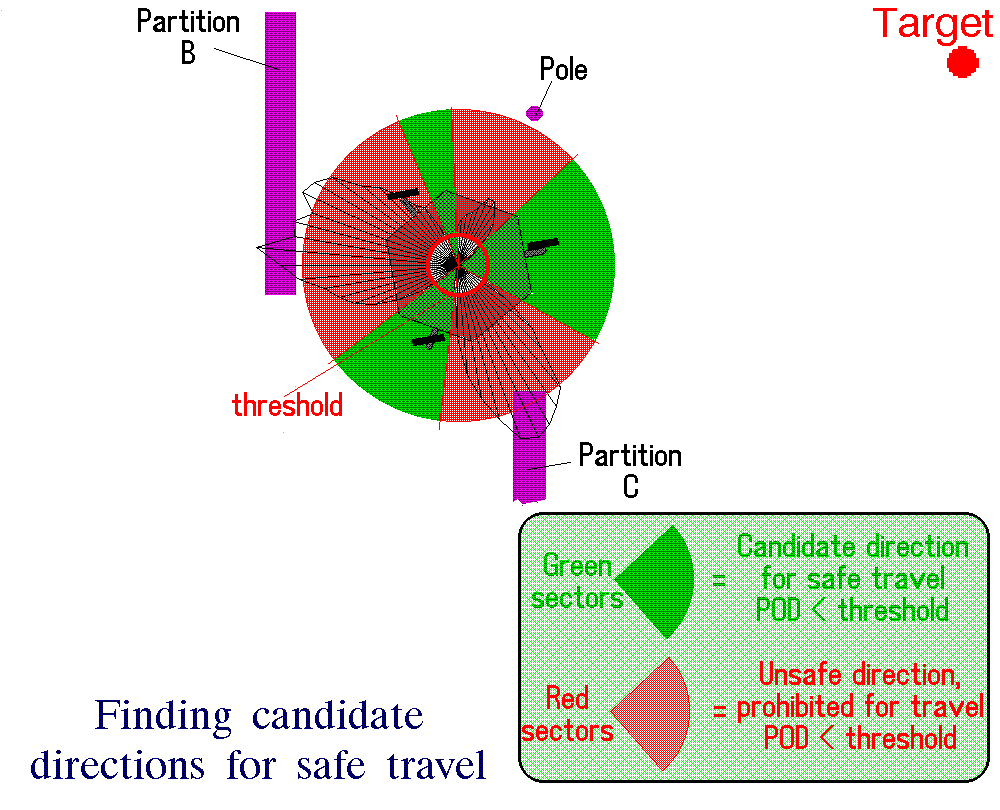 Partition
B
Target
Pole
threshold
Partition
C
Green
sectors
=
Candidate direction
for safe travel
POD < threshold
Red
sectors
=
Unsafe direction,
prohibited for travel
POD < threshold
Finding candidate
directions for safe travel